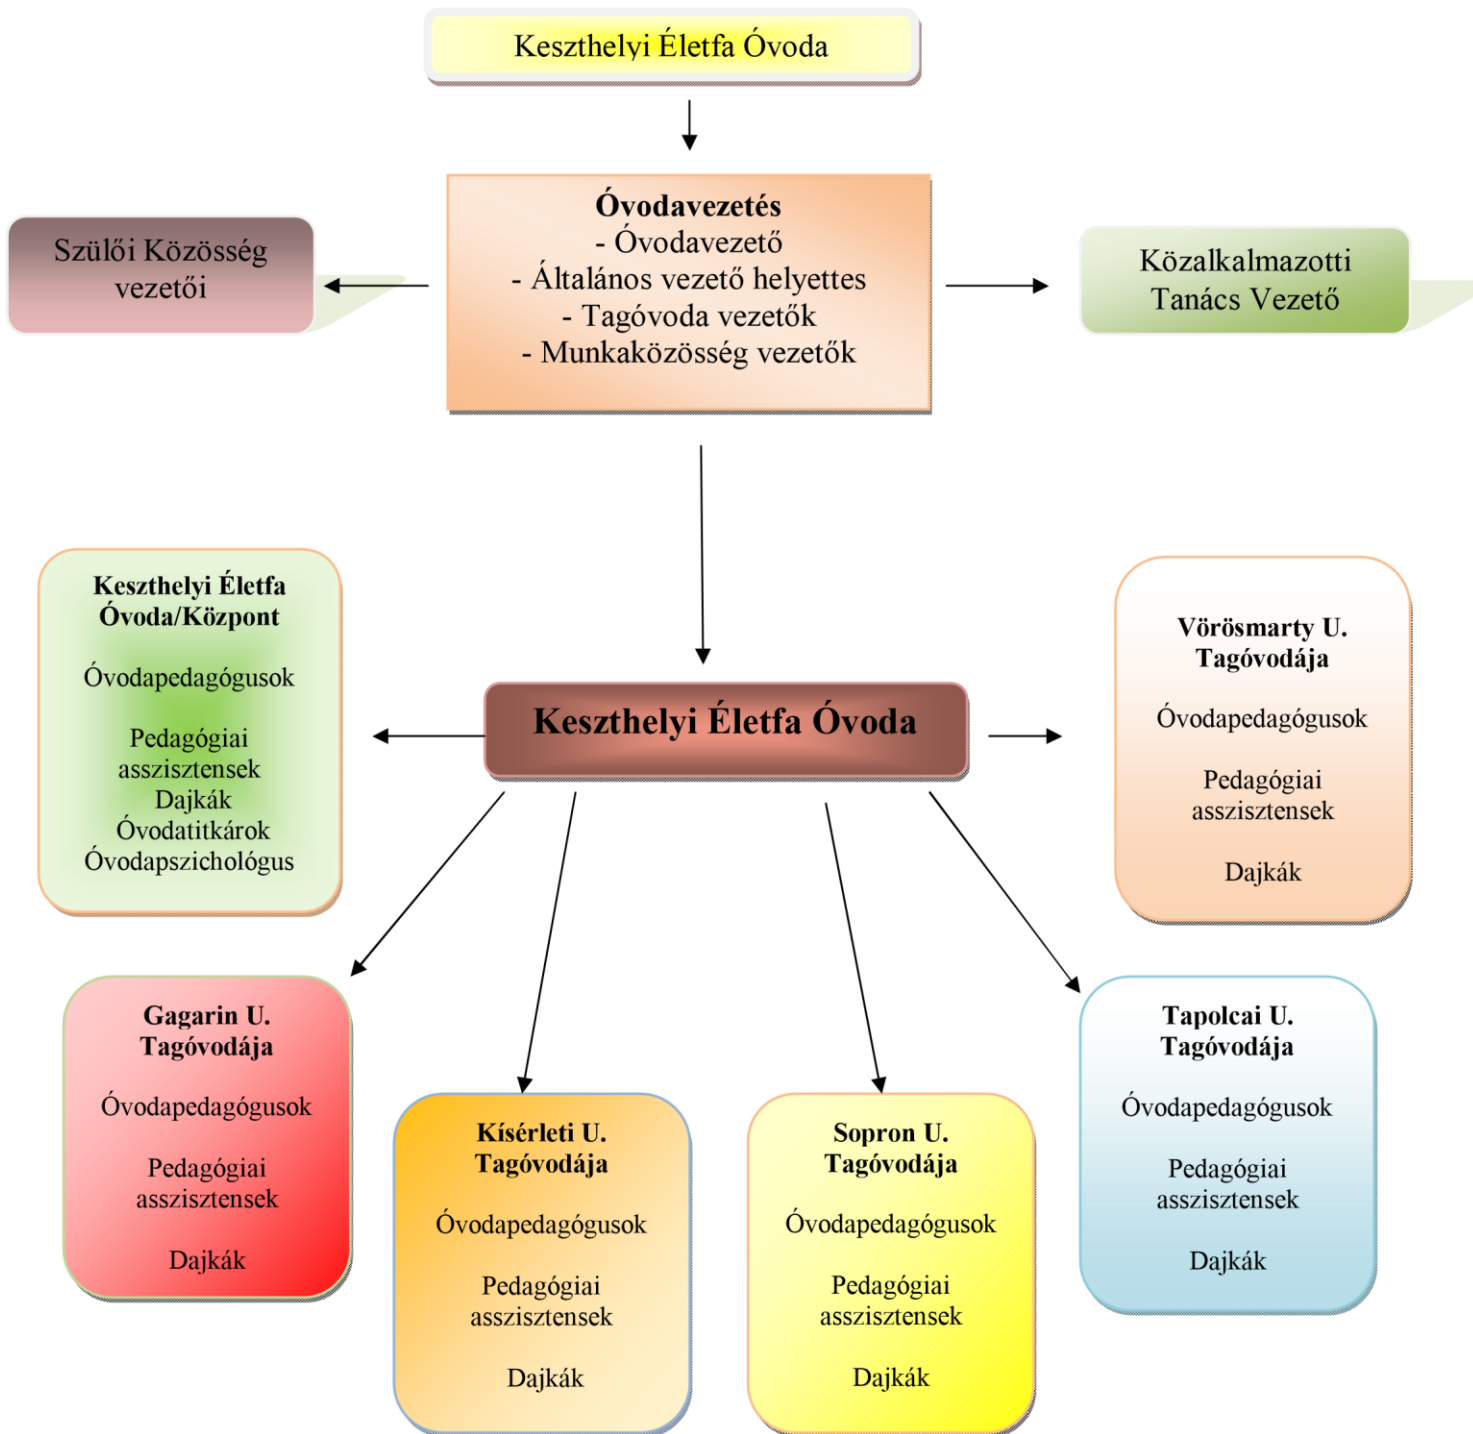 Keszthelyi Életfa Óvoda
Óvodavezetés
- Óvodavezető
- Általános vezető helyettes
- Tagóvoda vezetők
- Munkaközösség vezetők
Szülői Közösség
vezetői
Közalkalmazotti
Tanács Vezető
Keszthelyi Életfa Óvoda
Keszthelyi Életfa
Óvoda/Központ
Óvodapedagógusok
Pedagógiai
asszisztensek
Dajkák
Óvodatitkárok
Óvodapszichológus
Vörösmarty U.
Tagóvodája
Óvodapedagógusok
Pedagógiai
asszisztensek
Dajkák
Gagarin U.
Tagóvodája
Óvodapedagógusok
Pedagógiai
asszisztensek
Dajkák
Kísérleti U.
Tagóvodája
Óvodapedagógusok
Pedagógiai
asszisztensek
Dajkák
Sopron U.
Tagóvodája
Óvodapedagógusok
Pedagógiai
asszisztensek
Dajkák
Tapolcai U.
Tagóvodája
Óvodapedagógusok
Pedagógiai
asszisztensek
Dajkák